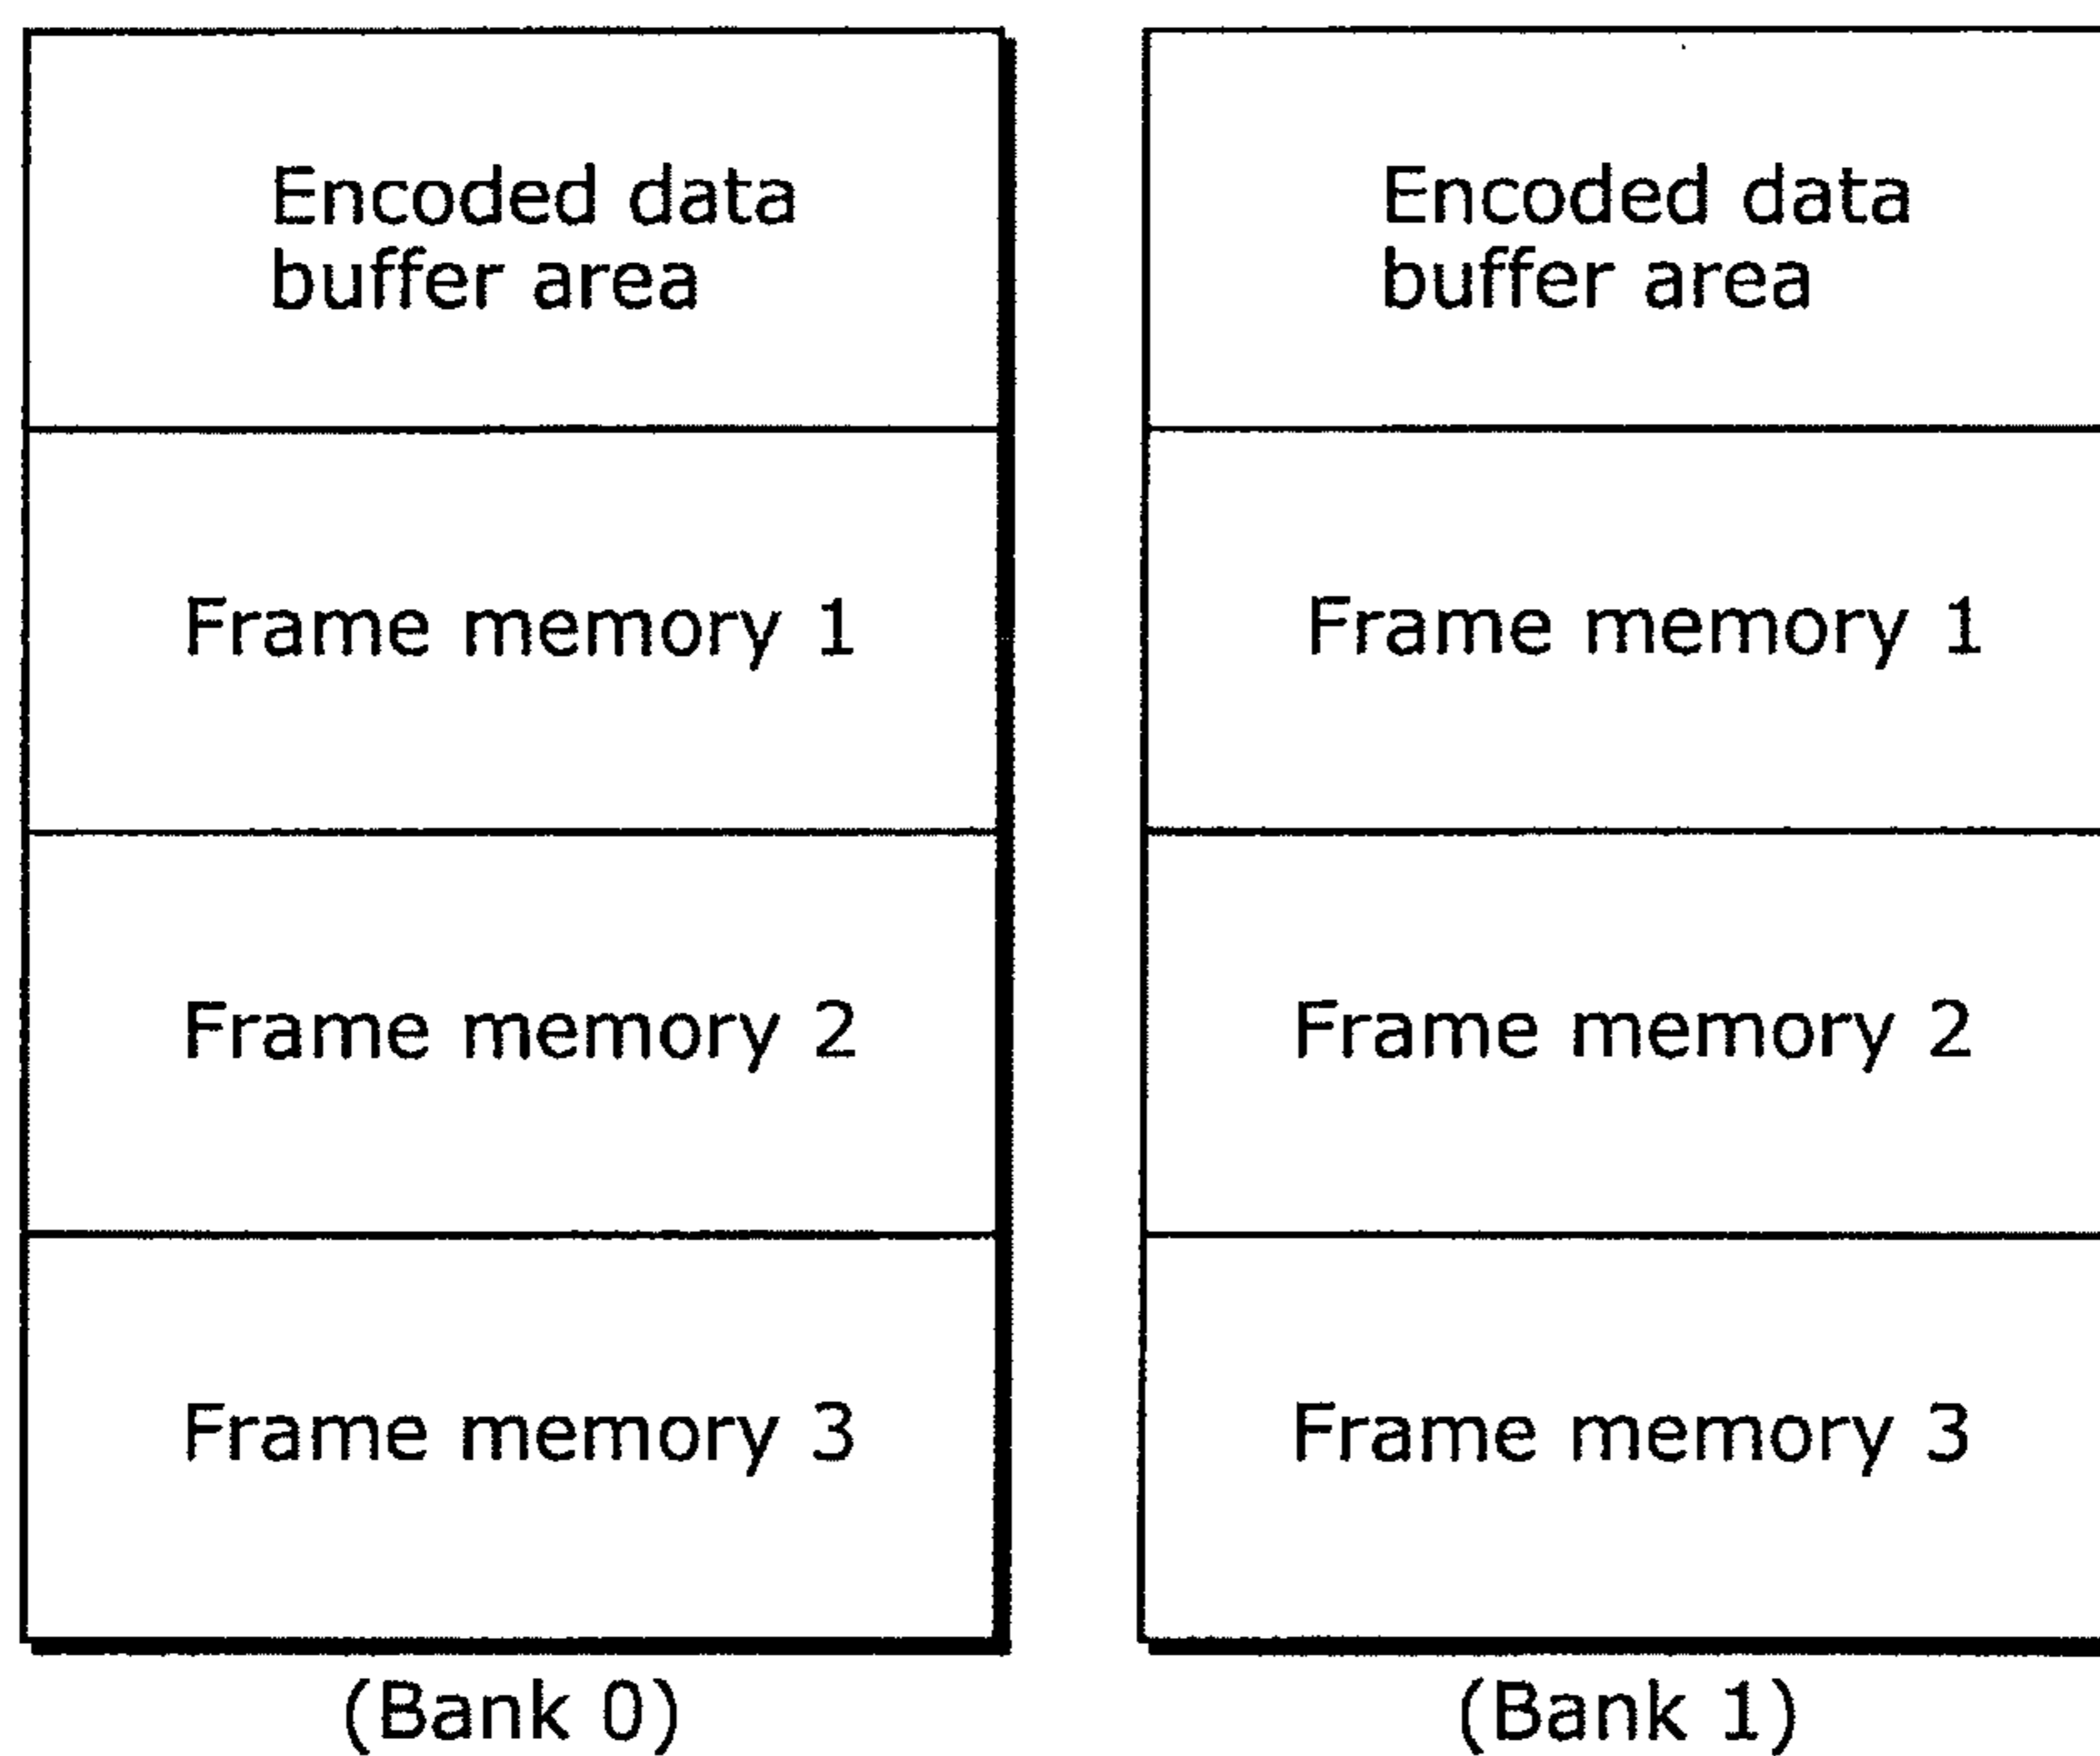 Encoded data
buffer area
Frame memory 1
Frame memory 2
Frame memory 3
(Bank 0)
Encoded data
buffer area
Frame memory 1
Frame memory 2
Frame memory 3
(Bank 1)